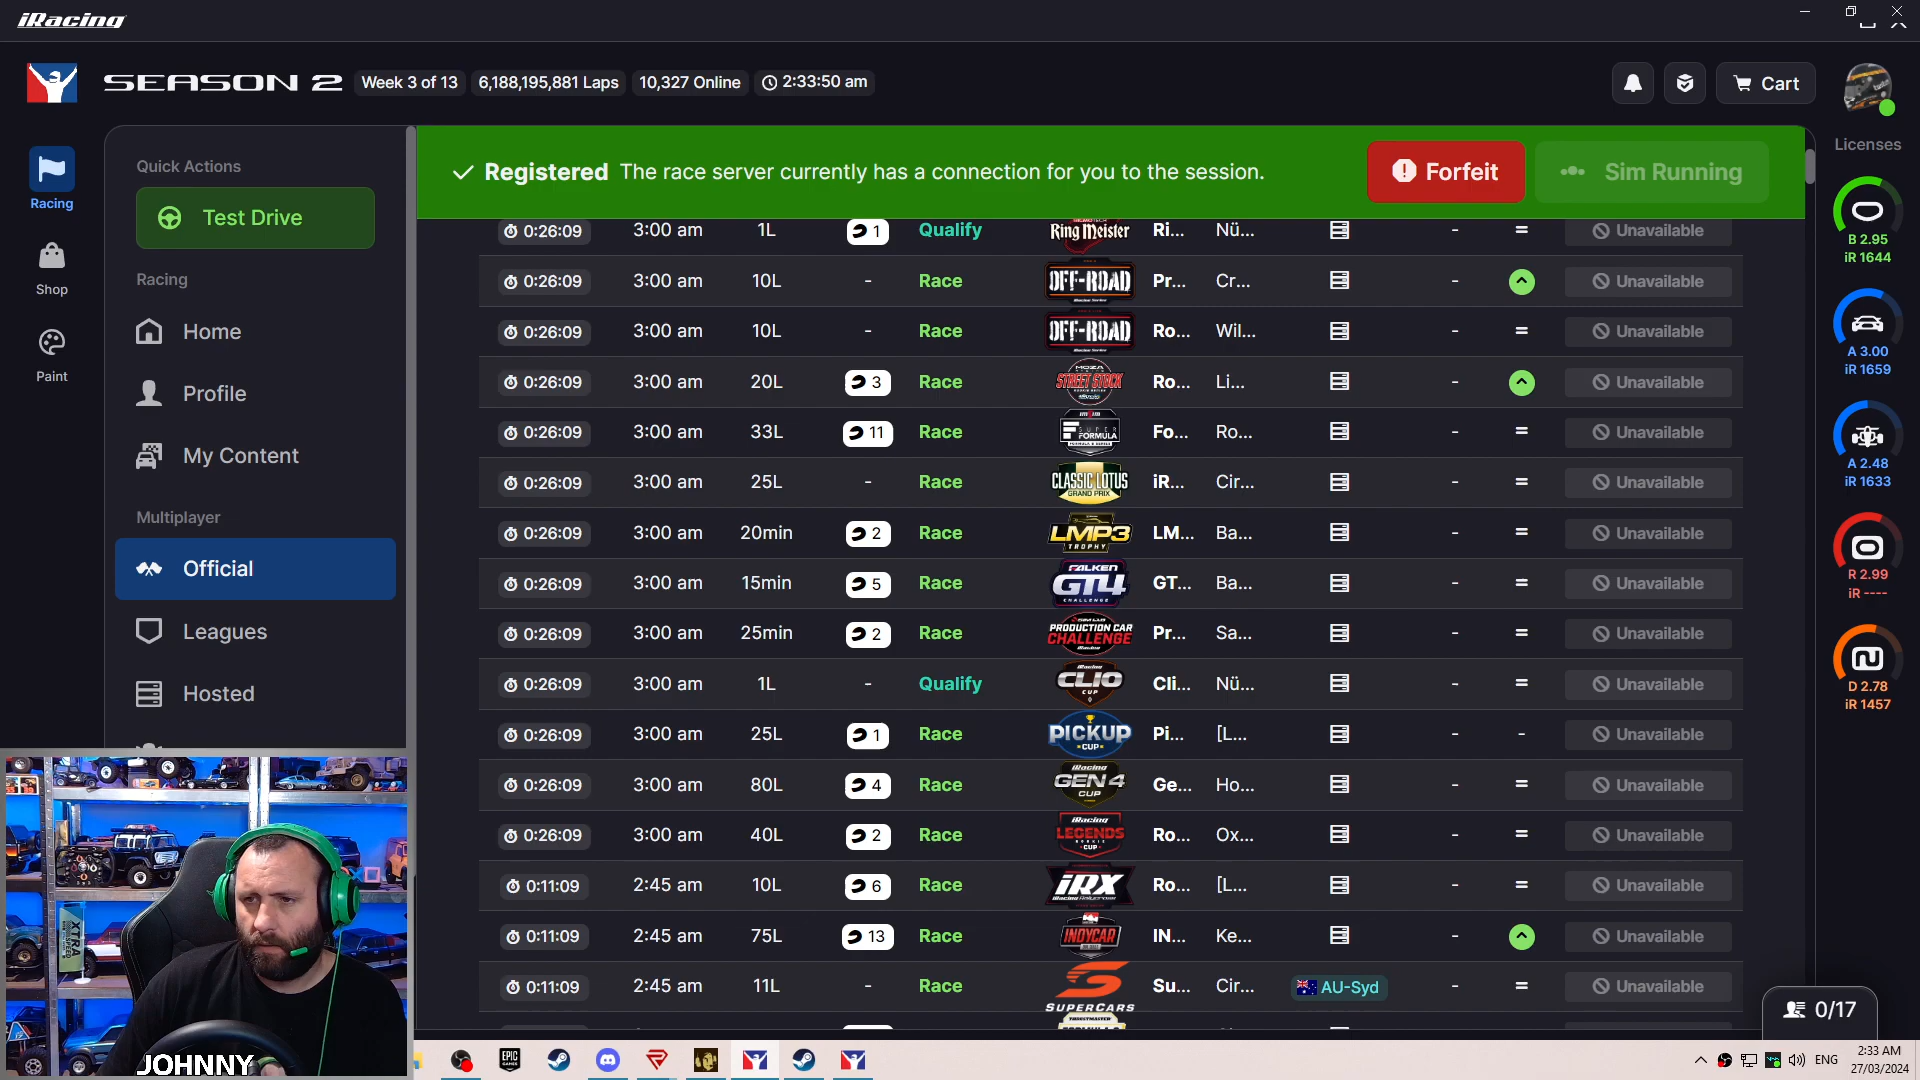 iRacing
SEASON 2
Week 3 of 13
6,188,195,881 Laps
10,327 Online
2:33:50 am
Cart
Licenses
Racing
Shop
Paint
Quick Actions
Test Drive
Racing
Home
Profile
My Content
Multiplayer
Official
Leagues
Hosted
Registered The race server currently has a connection for you to the session.
Forfeit
Sim Running
0:26:09 3:00 am 1L 1 Qualify Ring Meister Ri... Nü... - = Unavailable
0:26:09 3:00 am 10L - Race OFF-ROAD Pr... Cr... - Unavailable
0:26:09 3:00 am 10L - Race OFF-ROAD Ro... Wil... - = Unavailable
0:26:09 3:00 am 20L 3 Race MOZA STREET STOCK Ro... Li... - Unavailable
0:26:09 3:00 am 33L 11 Race SUPER FORMULA Fo... Ro... - = Unavailable
0:26:09 3:00 am 25L - Race CLASSIC LOTUS GRAND PRIX iR... Cir... - = Unavailable
0:26:09 3:00 am 20min 2 Race LMP3 TROPHY LM... Ba... - = Unavailable
0:26:09 3:00 am 15min 5 Race FALKEN GT4 CHALLENGE GT... Ba... - = Unavailable
0:26:09 3:00 am 25min 2 Race PRODUCTION CAR CHALLENGE Pr... Sa... - = Unavailable
0:26:09 3:00 am 1L - Qualify iRacing CLIO CUP Cli... Nü... - = Unavailable
0:26:09 3:00 am 25L 1 Race PICKUP CUP Pi... [L... - - Unavailable
0:26:09 3:00 am 80L 4 Race iRacing GEN 4 CUP Ge... Ho... - = Unavailable
0:26:09 3:00 am 40L 2 Race iRacing LEGENDS CUP Ro... Ox... - = Unavailable
0:11:09 2:45 am 10L 6 Race iRX iRacing Rallycross Ro... [L... - = Unavailable
0:11:09 2:45 am 75L 13 Race INDYCAR IN... Ke... - Unavailable
0:11:09 2:45 am 11L - Race SUPERCARS Su... Cir... AU-Syd - = Unavailable
B 2.95
iR 1644
A 3.00
iR 1659
A 2.48
iR 1633
R 2.99
iR ----
D 2.78
iR 1457
0/17
XTRA SPEED
JOHNNY
EPIC GAMES
ENG
2:33 AM
27/03/2024